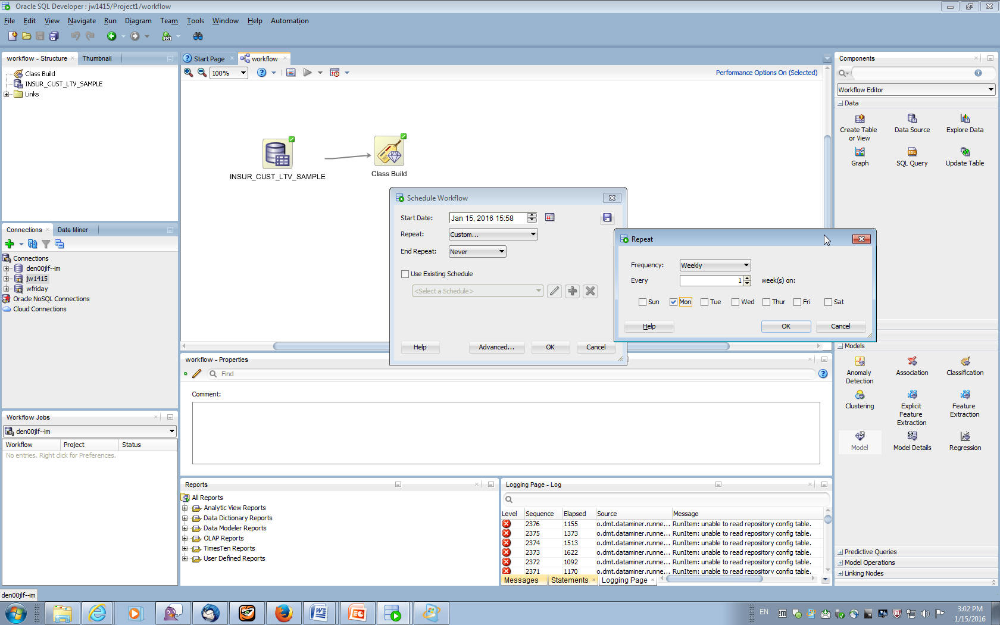 Oracle SQL Developer : jw1415/Project1/workflow
File Edit View Navigate Run Diagram Team Tools Window Help Automation
workflow - Structure
Thumbnail
Class Build
INSUR_CUST_LTV_SAMPLE
Links
Start Page
workflow
100%
Performance Options On (Selected)
INSUR_CUST_LTV_SAMPLE
Class Build
Components
Workflow Editor
Data
Create Table or View
Data Source
Explore Data
Graph
SQL Query
Update Table
Schedule Workflow
Start Date: Jan 15, 2016 15:58
Repeat: Custom...
End Repeat: Never
Use Existing Schedule
<Select a Schedule>
Help Advanced... OK Cancel
Repeat
Frequency: Weekly
Every 1 week(s) on:
Sun Mon Tue Wed Thur Fri Sat
Help OK Cancel
Connections
Data Miner
Connections
den00jlf--im
jw1415
wfriday
Oracle NoSQL Connections
Cloud Connections
Models
Anomaly Detection
Association
Classification
Clustering
Explicit Feature Extraction
Feature Extraction
Model
Model Details
Regression
Predictive Queries
Model Operations
Linking Nodes
workflow - Properties
Find
Comment:
Workflow Jobs
den00jlf--im
Workflow Project Status
No entries. Right click for Preferences.
Reports
All Reports
Analytic View Reports
Data Dictionary Reports
Data Modeler Reports
OLAP Reports
TimesTen Reports
User Defined Reports
Logging Page - Log
Level Sequence Elapsed Source Message
2376 1155 o.dmt.dataminer.runne... RunItem: unable to read repository config table.
2375 1373 o.dmt.dataminer.runne... RunItem: unable to read repository config table.
2374 1513 o.dmt.dataminer.runne... RunItem: unable to read repository config table.
2373 1622 o.dmt.dataminer.runne... RunItem: unable to read repository config table.
2372 1092 o.dmt.dataminer.runne... RunItem: unable to read repository config table.
2371 1170 o.dmt.dataminer.runne... RunItem: unable to read repository config table.
Messages Statements Logging Page
den00jlf--im
EN
3:02 PM
1/15/2016